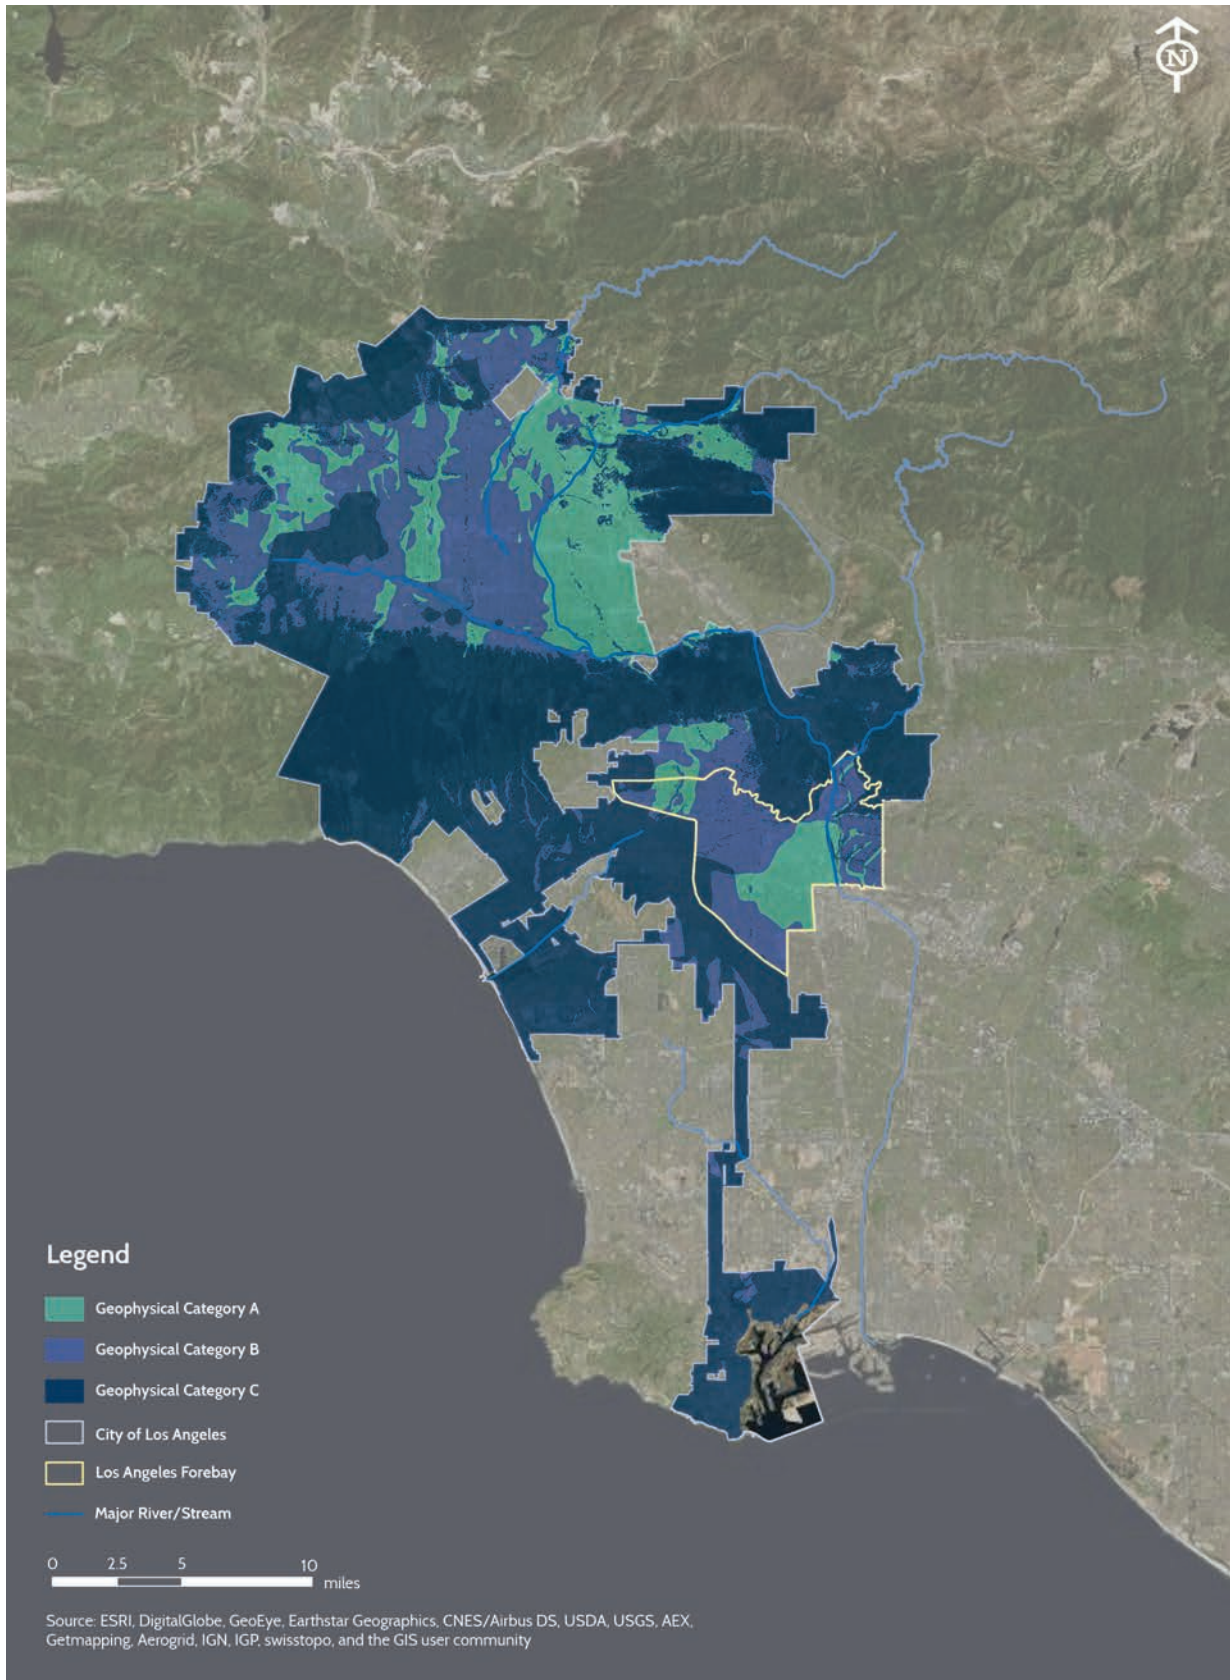 N
Legend
Geophysical Category A
Geophysical Category B
Geophysical Category C
City of Los Angeles
Los Angeles Forebay
Major River/Stream
0 2.5 5 10
miles
Source: ESRI, DigitalGlobe, GeoEye, Earthstar Geographics, CNES/Airbus DS, USDA, USGS, AEX,
Getmapping, Aerogrid, IGN, IGP, swisstopo, and the GIS user community